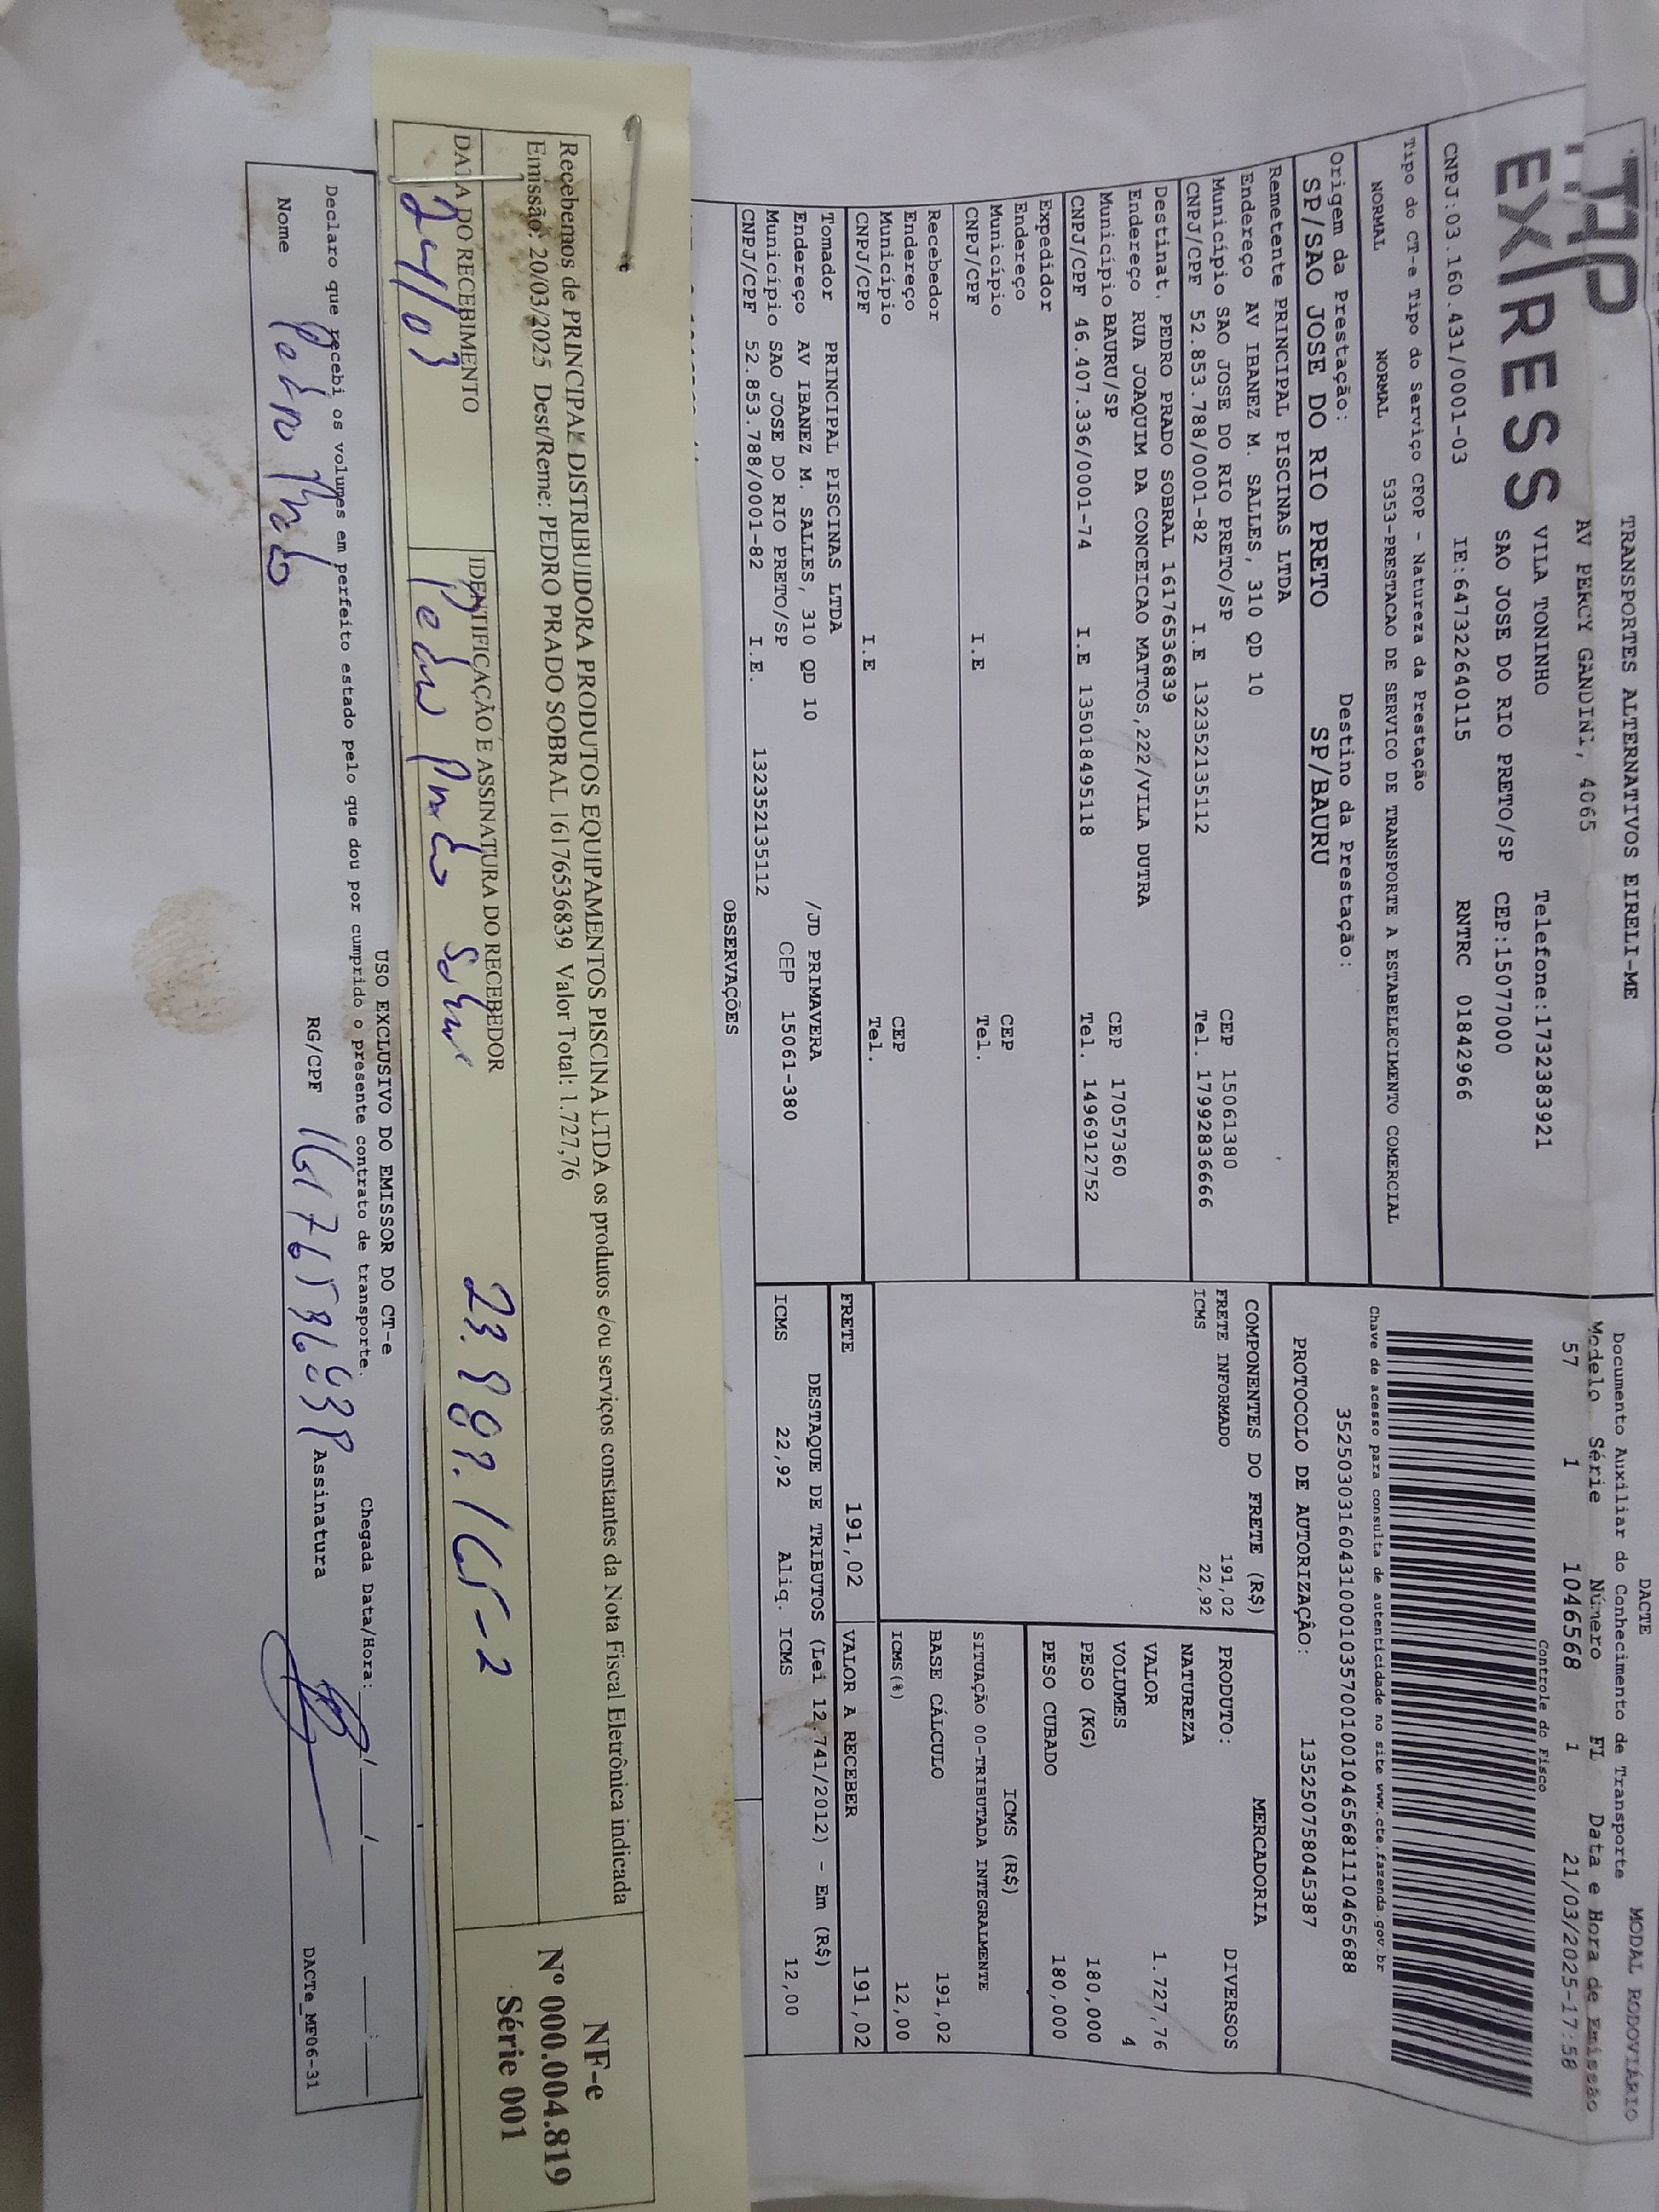 TAP
EXPRESS
TRANSPORTES ALTERNATIVOS EIRELI-ME
AV PERCY GANDINI, 4065
VILA TONINHO Telefone:1732383921
SAO JOSE DO RIO PRETO/SP CEP:15077000
CNPJ:03.160.431/0001-03 IE:647322640115 RNTRC 01842966
Tipo do CT-e Tipo do Serviço CFOP - Natureza da Prestação
NORMAL NORMAL 5353-PRESTACAO DE SERVICO DE TRANSPORTE A ESTABELECIMENTO COMERCIAL
Origem da Prestação: Destino da Prestação:
SP/SAO JOSE DO RIO PRETO SP/BAURU
DACTE MODAL RODOVIÁRIO
Documento Auxiliar do Conhecimento de Transporte
Modelo Série Número FL Data e Hora de Emissão
57 1 1046568 1 21/03/2025-17:58
Controle do Fisco
Chave de acesso para consulta de autenticidade no site www.cte.fazenda.gov.br
35250303160431000103570010010465681110465688
PROTOCOLO DE AUTORIZAÇÃO: 135250758045387
Remetente PRINCIPAL PISCINAS LTDA
Endereço AV IBANEZ M. SALLES, 310 QD 10
Município SAO JOSE DO RIO PRETO/SP CEP 15061380
CNPJ/CPF 52.853.788/0001-82 I.E 132352135112 Tel. 17992836666
Destinat. PEDRO PRADO SOBRAL 16176536839
Endereço RUA JOAQUIM DA CONCEICAO MATTOS,222/VILA DUTRA
Município BAURU/SP CEP 17057360
CNPJ/CPF 46.407.336/0001-74 I.E 135018495118 Tel. 1496912752
Expedidor
Endereço
Município CEP
CNPJ/CPF I.E Tel.
Recebedor
Endereço
Município CEP
CNPJ/CPF I.E Tel.
Tomador PRINCIPAL PISCINAS LTDA
Endereço AV IBANEZ M. SALLES, 310 QD 10 /JD PRIMAVERA
Município SAO JOSE DO RIO PRETO/SP CEP 15061-380
CNPJ/CPF 52.853.788/0001-82 I.E. 132352135112
OBSERVAÇÕES
COMPONENTES DO FRETE (R$)
FRETE INFORMADO 191,02
ICMS 22,92
MERCADORIA
PRODUTO: DIVERSOS
NATUREZA
VALOR 1.727,76
VOLUMES 4
PESO (KG) 180,000
PESO CUBADO 180,000
ICMS (R$)
SITUAÇÃO 00-TRIBUTADA INTEGRALMENTE
BASE CÁLCULO 191,02
ICMS(%) 12,00
FRETE 191,02 VALOR A RECEBER 191,02
DESTAQUE DE TRIBUTOS (Lei 12.741/2012) - Em (R$)
ICMS 22,92 Aliq. ICMS 12,00
Recebemos de PRINCIPAL DISTRIBUIDORA PRODUTOS EQUIPAMENTOS PISCINA LTDA os produtos e/ou serviços constantes da Nota Fiscal Eletrônica indicada
Emissão: 20/03/2025 Dest/Reme: PEDRO PRADO SOBRAL 16176536839 Valor Total: 1.727,76
DATA DO RECEBIMENTO IDENTIFICAÇÃO E ASSINATURA DO RECEBEDOR
24/03 Pedro Prado Sobral
NF-e
Nº 000.004.819
Série 001
USO EXCLUSIVO DO EMISSOR DO CT-e
Declaro que recebi os volumes em perfeito estado pelo que dou por cumprido o presente contrato de transporte. Chegada Data/Hora:__/__/__ __:__
Nome Pedro Prado RG/CPF Assinatura
DACTe_MF06-31